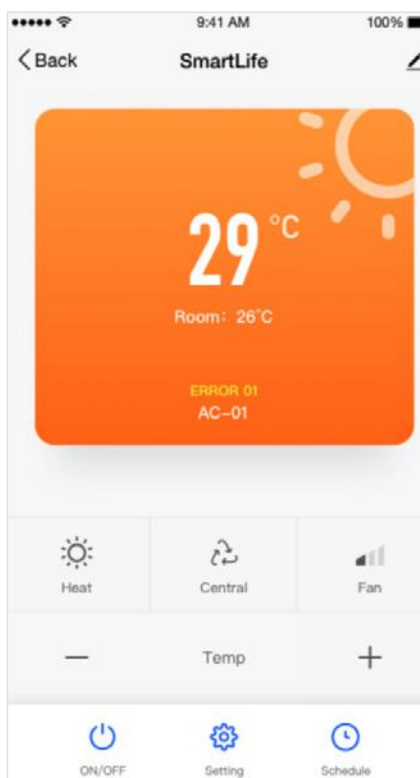 9:41 AM 100%
Back SmartLife
29 °C
Room: 26°C
ERROR 01
AC-01
Heat Central Fan
Temp
ON/OFF Setting Schedule